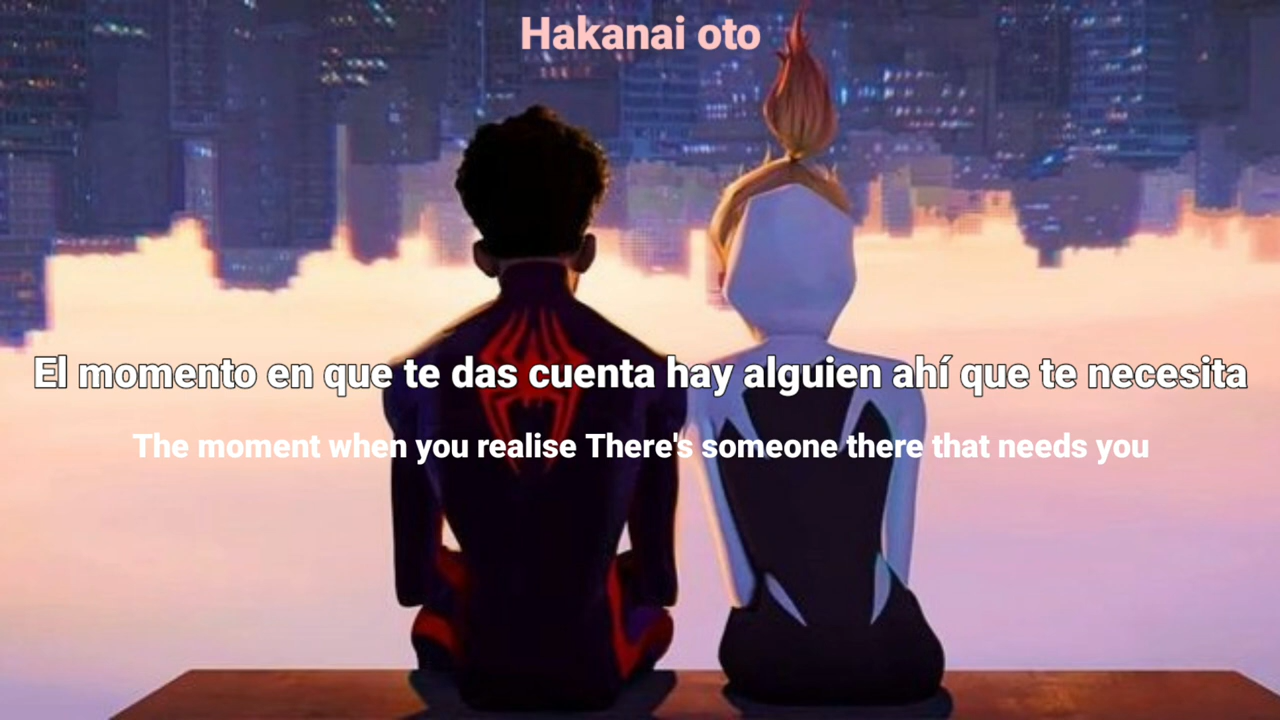 Hakanai oto
El momento en que te das cuenta hay alguien ahí que te necesita
The moment when you realise There's someone there that needs you